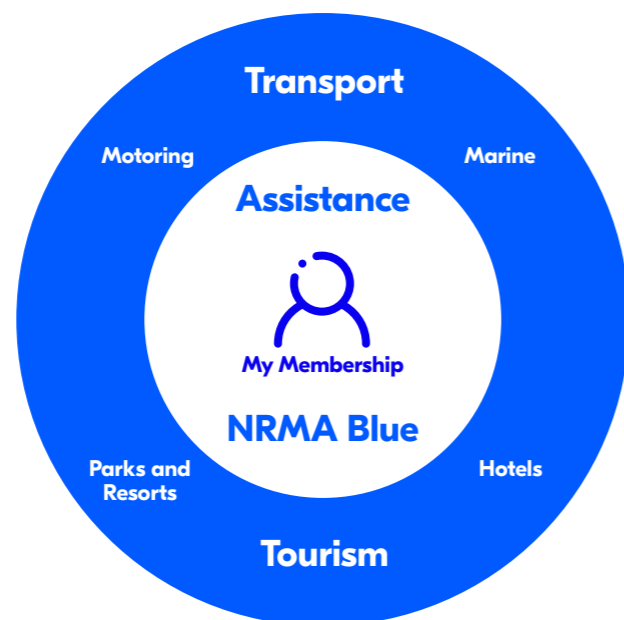 Transport
Motoring
Marine
Assistance
My Membership
NRMA Blue
Parks and
Resorts
Hotels
Tourism